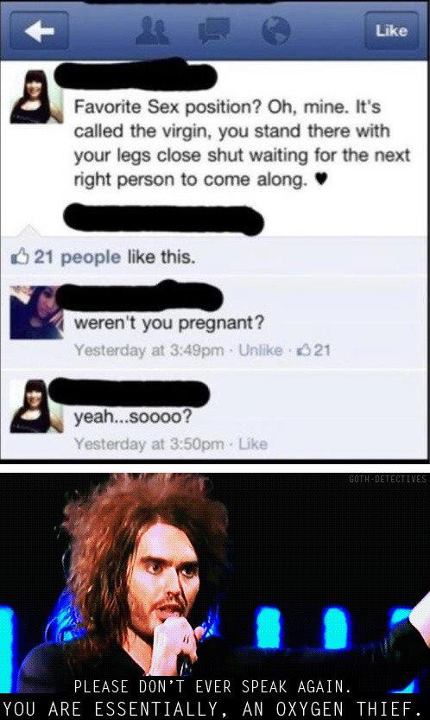 Like
Favorite Sex position? Oh, mine. It's
called the virgin, you stand there with
your legs close shut waiting for the next
right person to come along. ♥
21 people like this.
weren't you pregnant?
Yesterday at 3:49pm · Unlike · 21
yeah...soooo?
Yesterday at 3:50pm · Like
GOTH-DETECTIVES
PLEASE DON'T EVER SPEAK AGAIN.
YOU ARE ESSENTIALLY, AN OXYGEN THIEF.